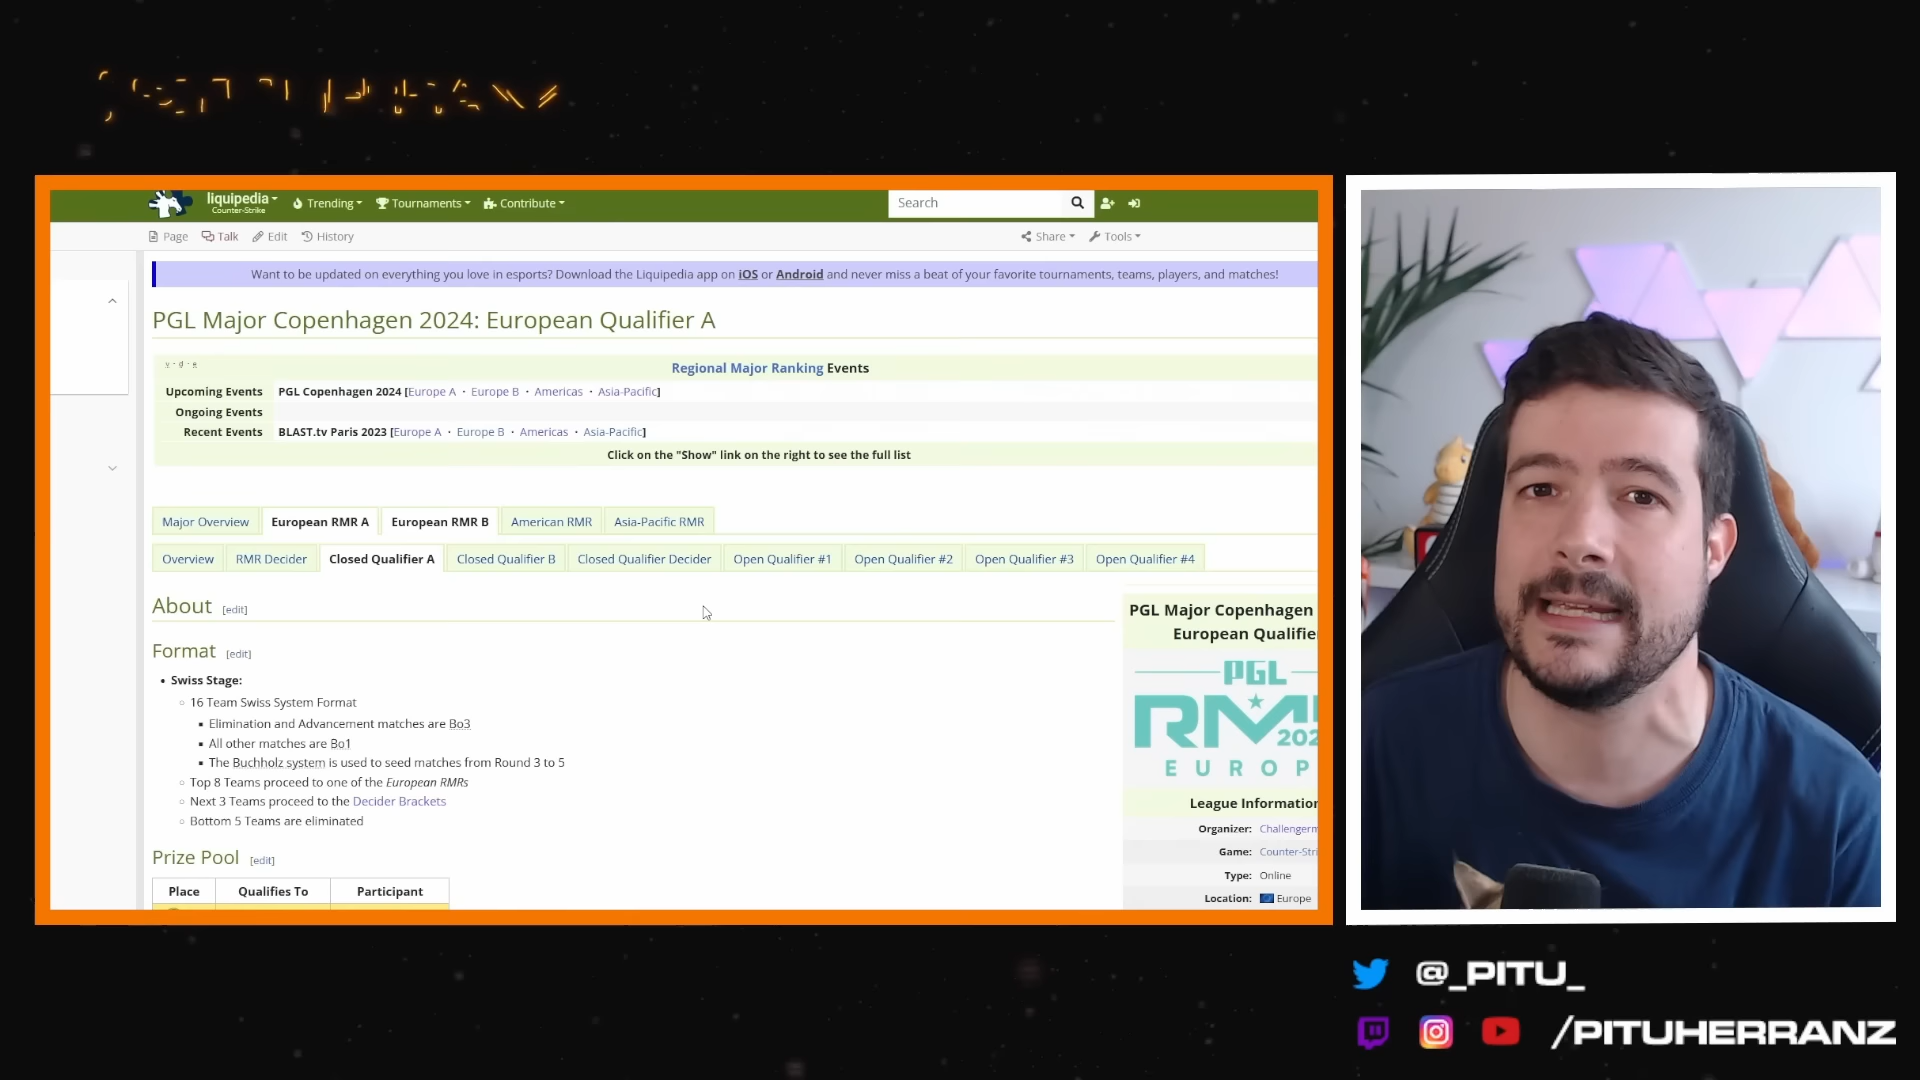 liquipedia
Counter-Strike
Trending
Tournaments
Contribute
Search
Page
Talk
Edit
History
Share
Tools
Want to be updated on everything you love in esports? Download the Liquipedia app on iOS or Android and never miss a beat of your favorite tournaments, teams, players, and matches!
PGL Major Copenhagen 2024: European Qualifier A
v · d · e
Regional Major Ranking Events
Upcoming Events PGL Copenhagen 2024 [Europe A · Europe B · Americas · Asia-Pacific]
Ongoing Events
Recent Events BLAST.tv Paris 2023 [Europe A · Europe B · Americas · Asia-Pacific]
Click on the "Show" link on the right to see the full list
Major Overview European RMR A European RMR B American RMR Asia-Pacific RMR
Overview RMR Decider Closed Qualifier A Closed Qualifier B Closed Qualifier Decider Open Qualifier #1 Open Qualifier #2 Open Qualifier #3 Open Qualifier #4
About [edit]
Format [edit]
Swiss Stage:
16 Team Swiss System Format
Elimination and Advancement matches are Bo3
All other matches are Bo1
The Buchholz system is used to seed matches from Round 3 to 5
Top 8 Teams proceed to one of the European RMRs
Next 3 Teams proceed to the Decider Brackets
Bottom 5 Teams are eliminated
Prize Pool [edit]
Place Qualifies To Participant
PGL Major Copenhagen
European Qualifie
PGL
RM
202
EUROP
League Information
Organizer: Challengerm
Game: Counter-Stri
Type: Online
Location: Europe
@_PITU_
/PITUHERRANZ